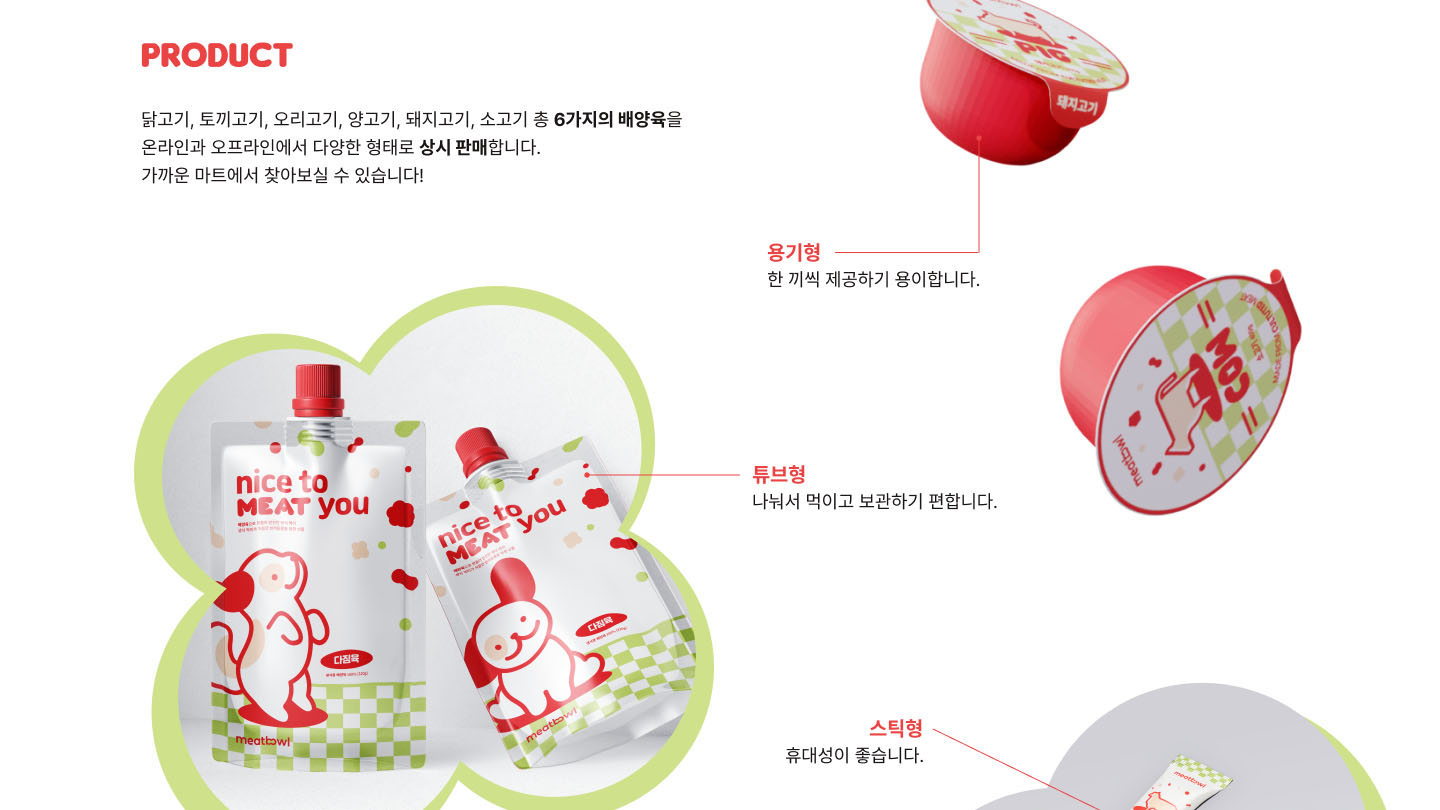 PRODUCT
닭고기, 토끼고기, 오리고기, 양고기, 돼지고기, 소고기 총 6가지의 배양육을
온라인과 오프라인에서 다양한 형태로 상시 판매합니다.
가까운 마트에서 찾아보실 수 있습니다!
PIG
돼지고기
용기형
한 끼씩 제공하기 용이합니다.
COW
meatbowl
튜브형
나눠서 먹이고 보관하기 편합니다.
nice to
MEAT you
다짐육
meatbowl
nice to
MEAT you
다짐육
meatbowl
스틱형
휴대성이 좋습니다.
meatbowl